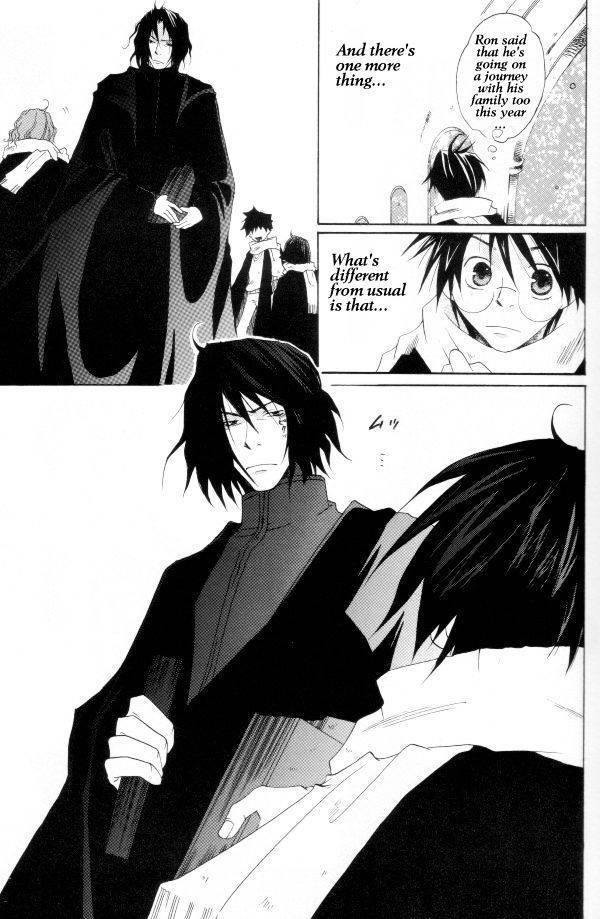 Ron said
that he's
going on
a journey
with his
family too
this year
...
And there's
one more
thing...
What's
different
from usual
is that...
ムッ